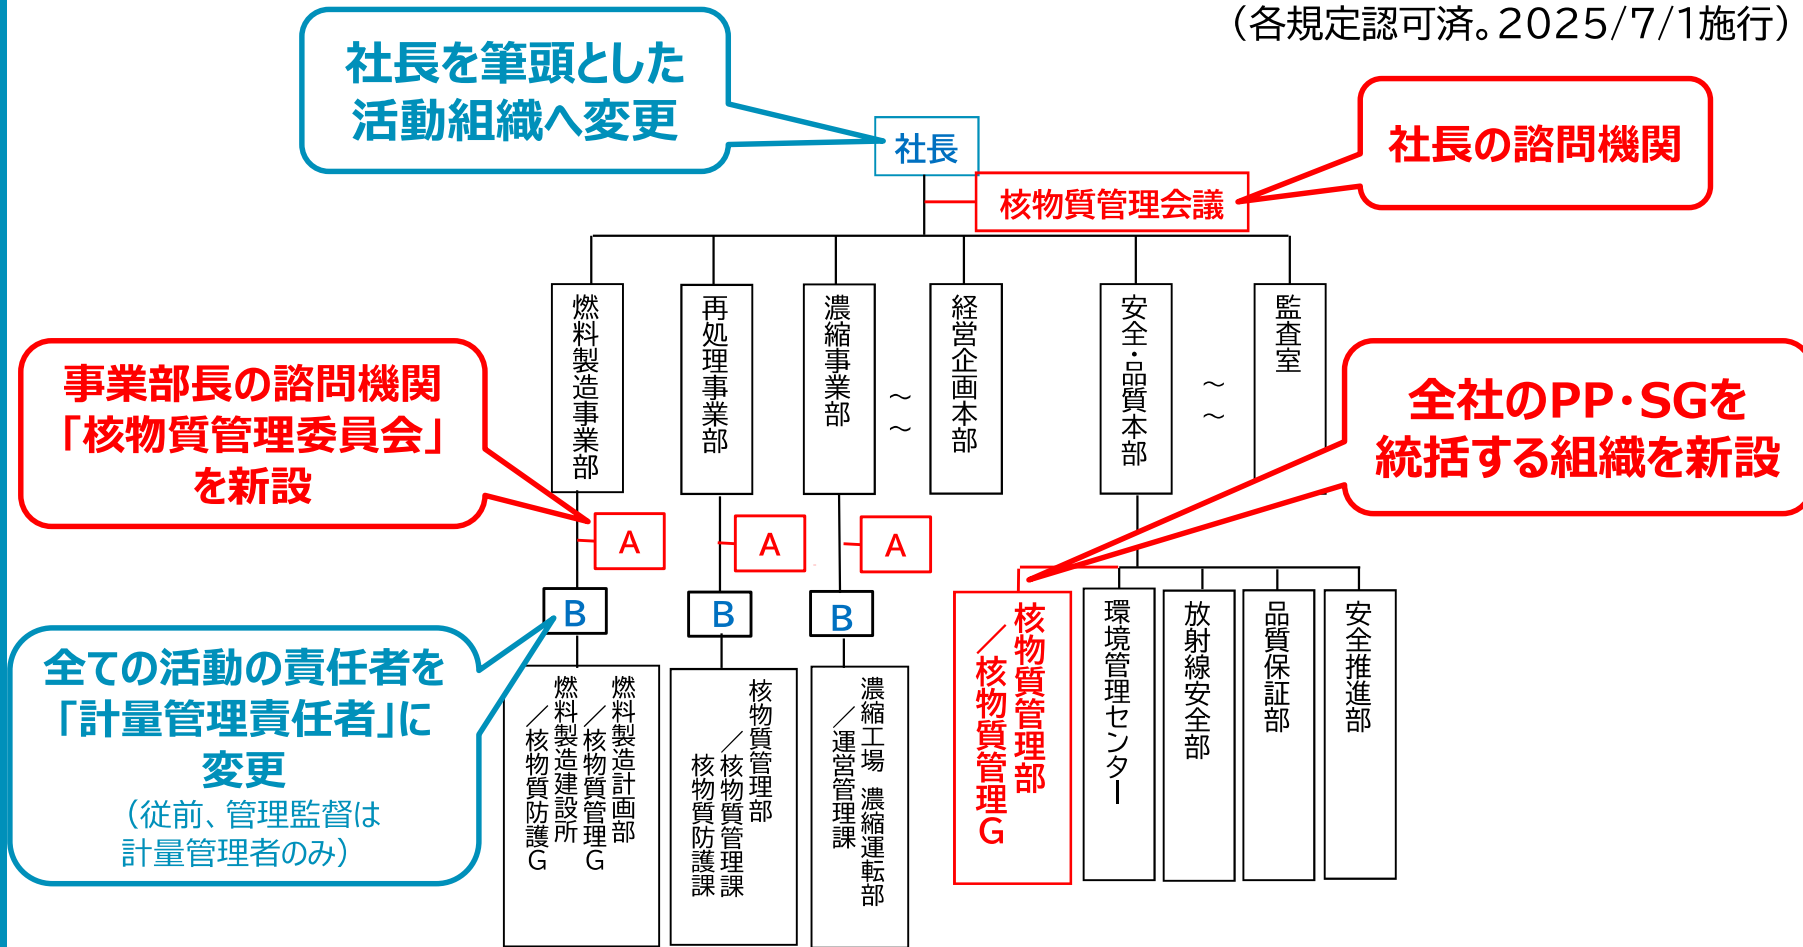 （各規定認可済。2025/7/1施行）
社長を筆頭とした
活動組織へ変更
社長
社長の諮問機関
核物質管理会議
燃料製造事業部
再処理事業部
濃縮事業部
～
～
経営企画本部
安全・品質本部
～
～
監査室
事業部長の諮問機関
「核物質管理委員会」
を新設
全社のPP・SGを
統括する組織を新設
A
A
A
B
B
B
全ての活動の責任者を
「計量管理責任者」に
変更
（従前、管理監督は
計量管理者のみ）
燃料製造計画部
／核物質管理G
燃料製造建設所
／核物質防護G
核物質管理部
／核物質管理課
核物質防護課
濃縮工場 濃縮運転部
／運営管理課
核物質管理部
／核物質管理G
環境管理センター
放射線安全部
品質保証部
安全推進部